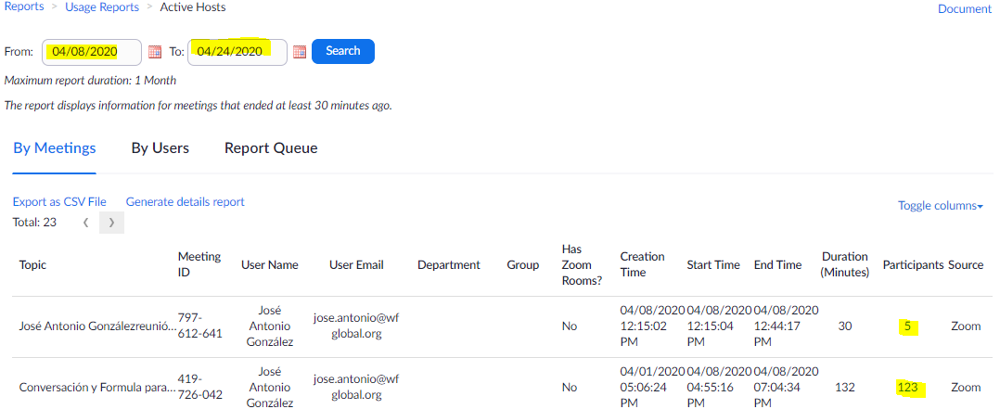 Reports > Usage Reports > Active Hosts Document
From: 04/08/2020 To: 04/24/2020 Search
Maximum report duration: 1 Month
The report displays information for meetings that ended at least 30 minutes ago.
By Meetings By Users Report Queue
Export as CSV File Generate details report Toggle columns
Total: 23 < >
Topic Meeting ID User Name User Email Department Group Has Zoom Rooms? Creation Time Start Time End Time Duration (Minutes) Participants Source
José Antonio Gonzálezreunió... 797-612-641 José Antonio González jose.antonio@wfglobal.org No 04/08/2020 12:15:02 PM 04/08/2020 12:15:04 PM 04/08/2020 12:44:17 PM 30 5 Zoom
Conversación y Formula para... 419-726-042 José Antonio González jose.antonio@wfglobal.org No 04/01/2020 05:06:24 PM 04/08/2020 04:55:16 PM 04/08/2020 07:04:34 PM 132 123 Zoom